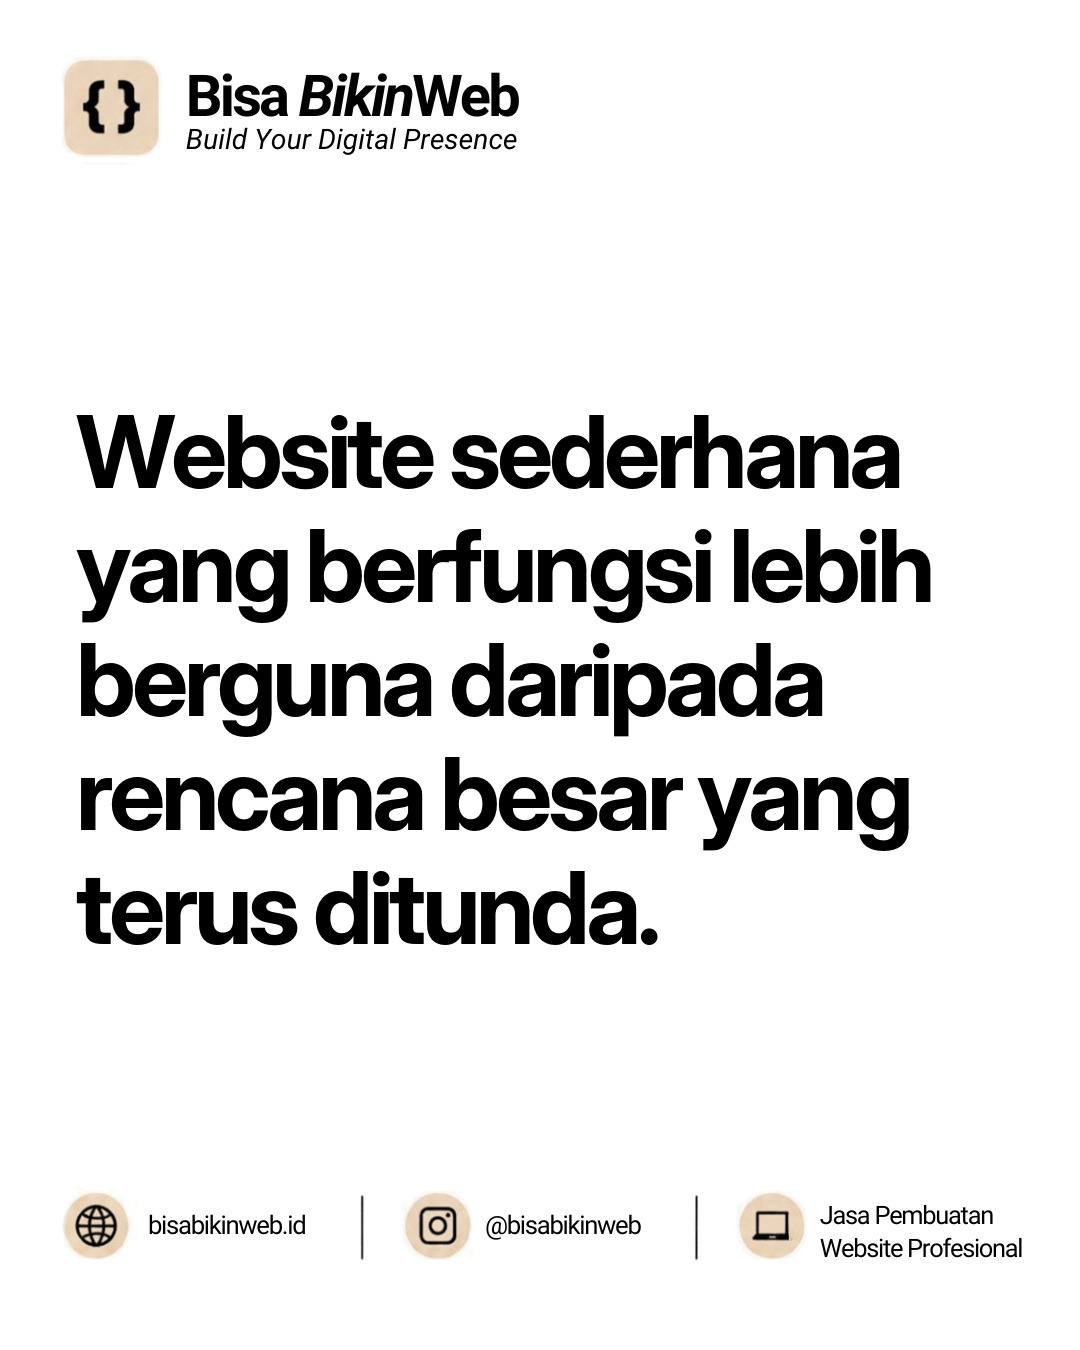 { }
Bisa BikinWeb
Build Your Digital Presence
Website sederhana
yang berfungsi lebih
berguna daripada
rencana besar yang
terus ditunda.
bisabikinweb.id
@bisabikinweb
Jasa Pembuatan
Website Profesional